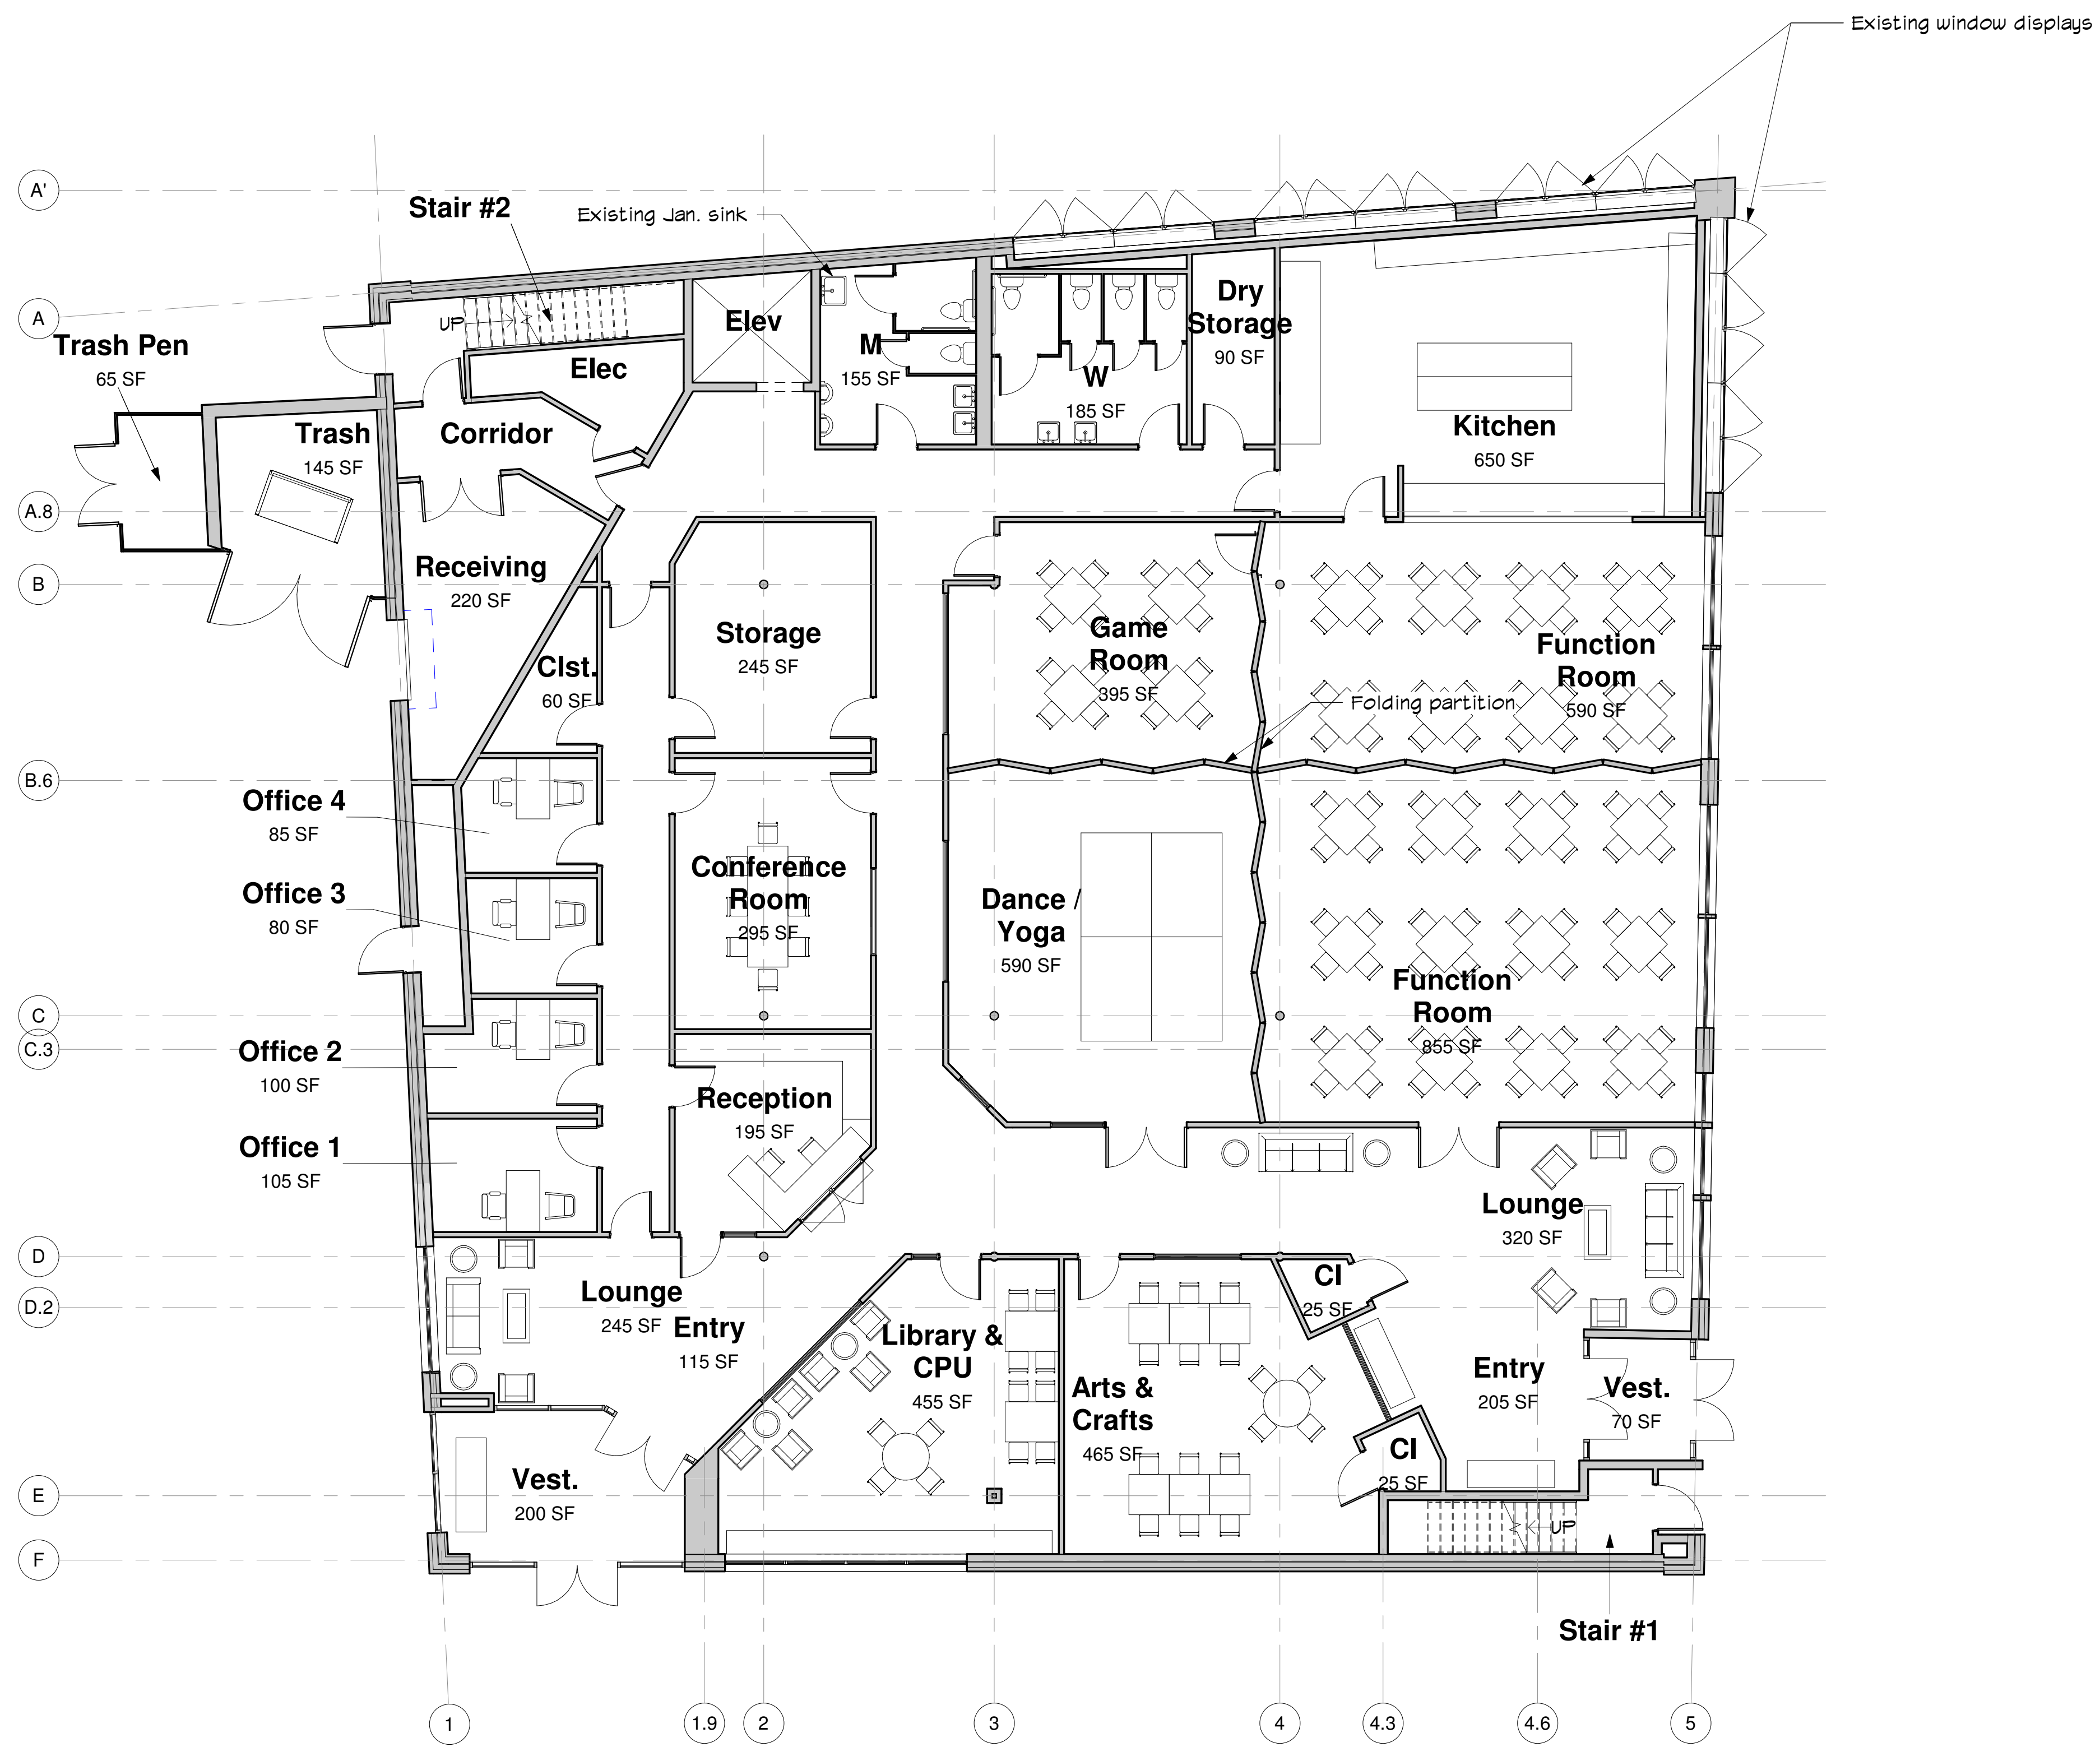 Existing window displays
A'
Stair #2
Existing Jan. sink
A
UP
Elev
Dry
Storage
90 SF
Trash Pen
65 SF
Elec
M
155 SF
W
185 SF
Trash
145 SF
Corridor
Kitchen
650 SF
A.8
Receiving
220 SF
B
Storage
245 SF
Game
Room
395 SF
Function
Room
590 SF
Clst.
60 SF
Folding partition
B.6
Office 4
85 SF
Office 3
80 SF
Conference
Room
295 SF
Dance /
Yoga
590 SF
Function
Room
855 SF
C
C.3
Office 2
100 SF
Reception
195 SF
Office 1
105 SF
Lounge
320 SF
D
D.2
Lounge
245 SF
Entry
115 SF
Library &
CPU
455 SF
Arts &
Crafts
465 SF
Cl
25 SF
Entry
205 SF
Vest.
70 SF
Cl
25 SF
E
Vest.
200 SF
UP
F
Stair #1
1
1.9
2
3
4
4.3
4.6
5